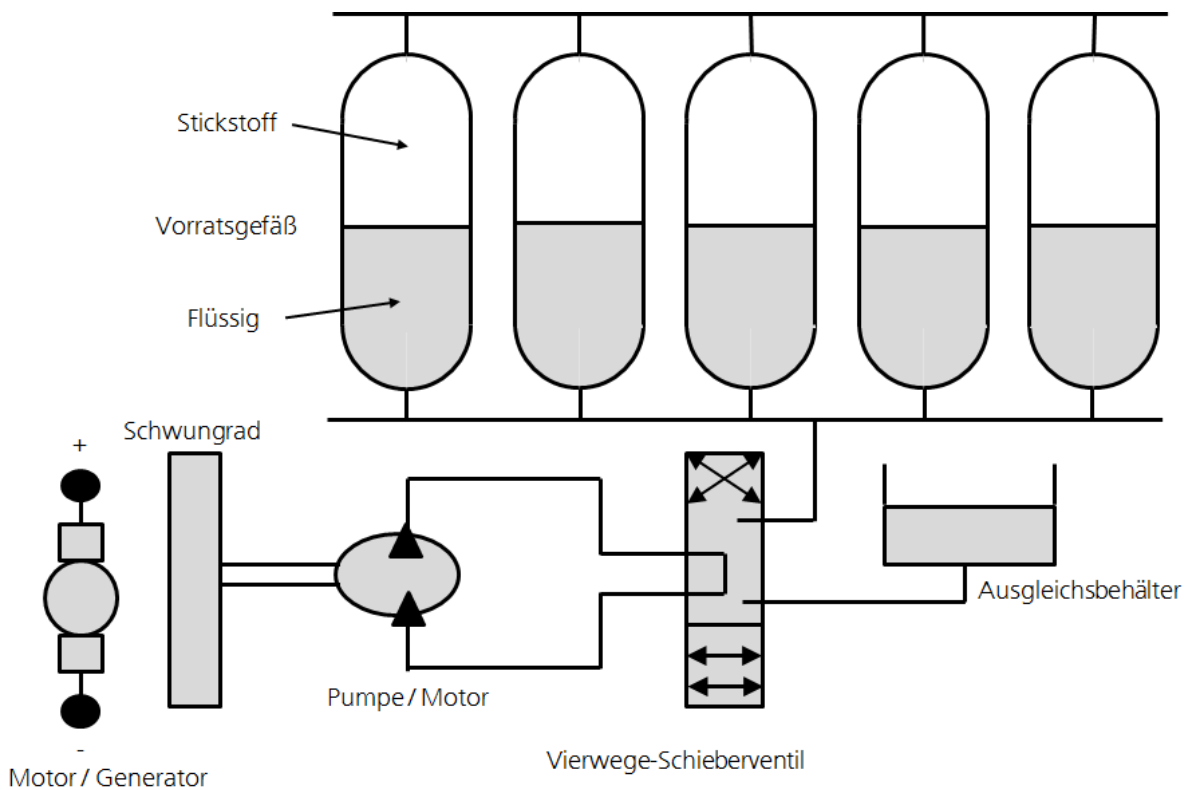 Stickstoff
Vorratsgefäß
Flüssig
Schwungrad
+
Ausgleichsbehälter
Pumpe / Motor
-
Vierwege-Schieberventil
Motor / Generator